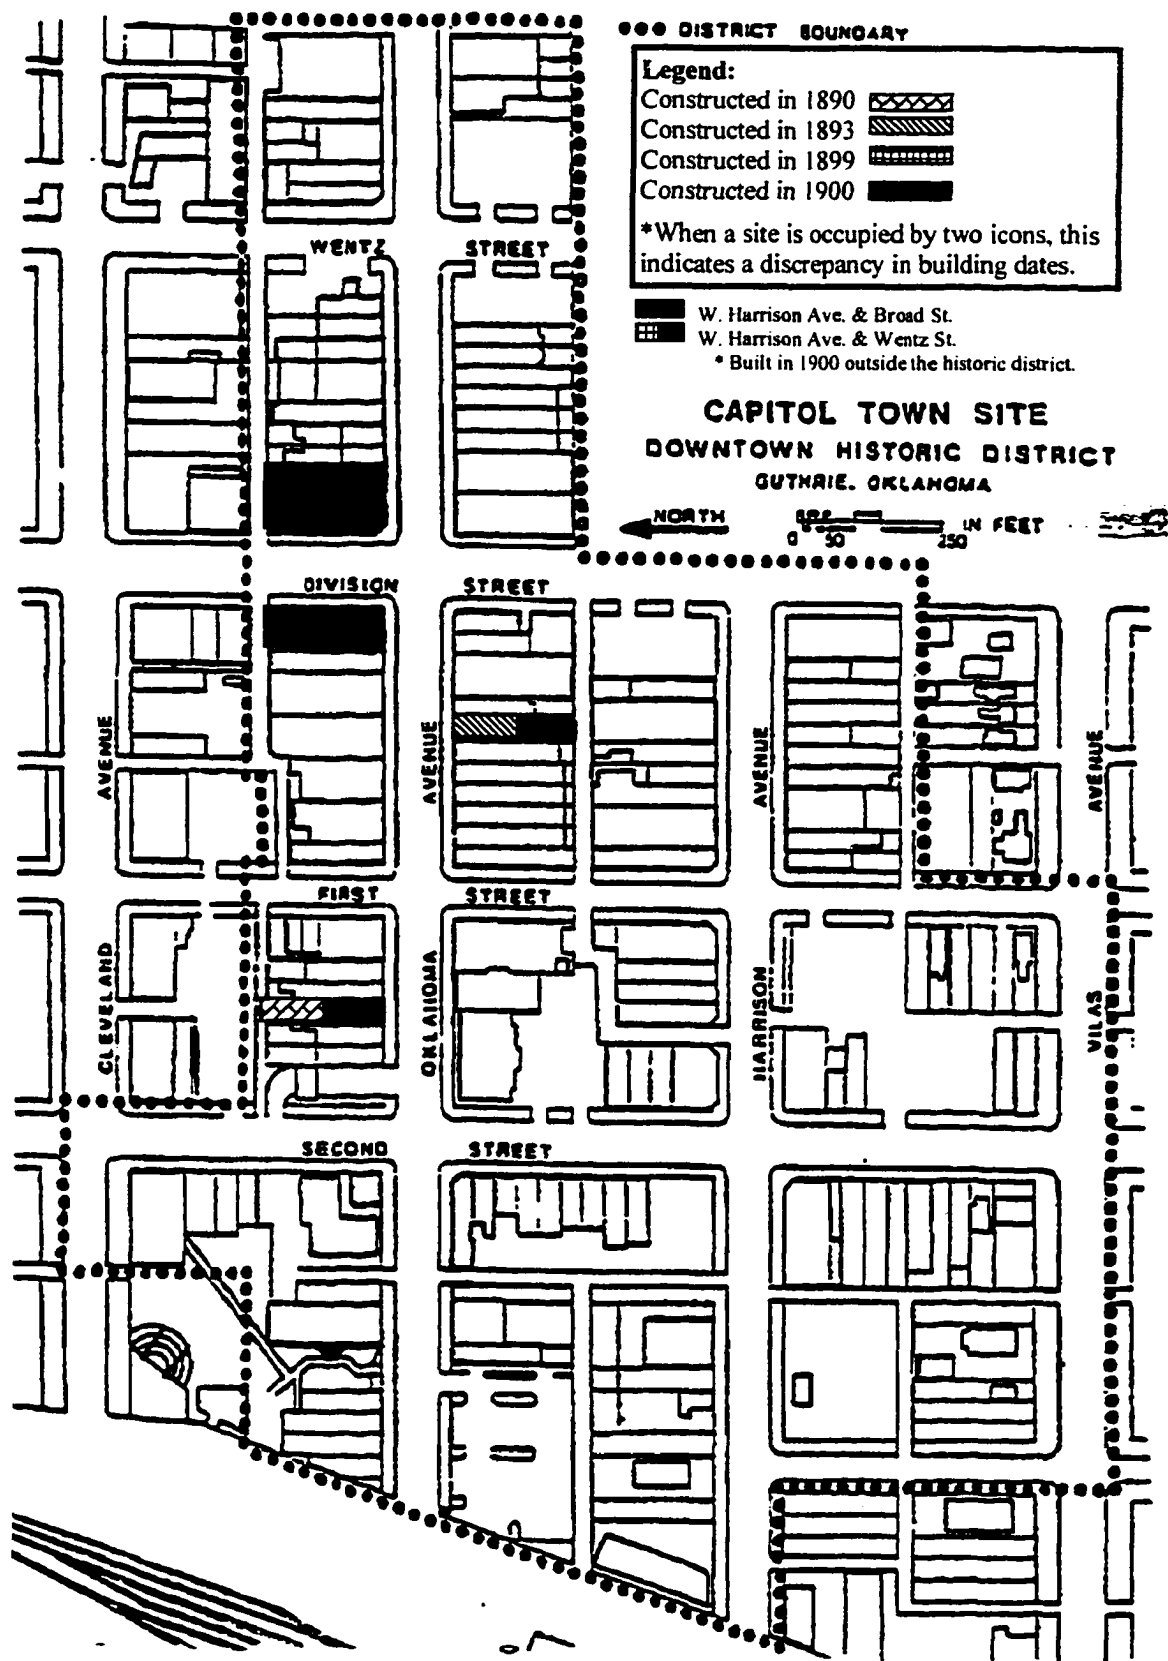 DISTRICT BOUNDARY
Legend:
Constructed in 1890
Constructed in 1893
Constructed in 1899
Constructed in 1900
*When a site is occupied by two icons, this
indicates a discrepancy in building dates.
W. Harrison Ave. & Broad St.
W. Harrison Ave. & Wentz St.
* Built in 1900 outside the historic district.
CAPITOL TOWN SITE
DOWNTOWN HISTORIC DISTRICT
GUTHRIE, OKLAHOMA
NORTH
0 50 250 IN FEET
WENTZ STREET
DIVISION STREET
FIRST STREET
SECOND STREET
CLEVELAND AVENUE
OKLAHOMA AVENUE
HARRISON AVENUE
VILAS AVENUE